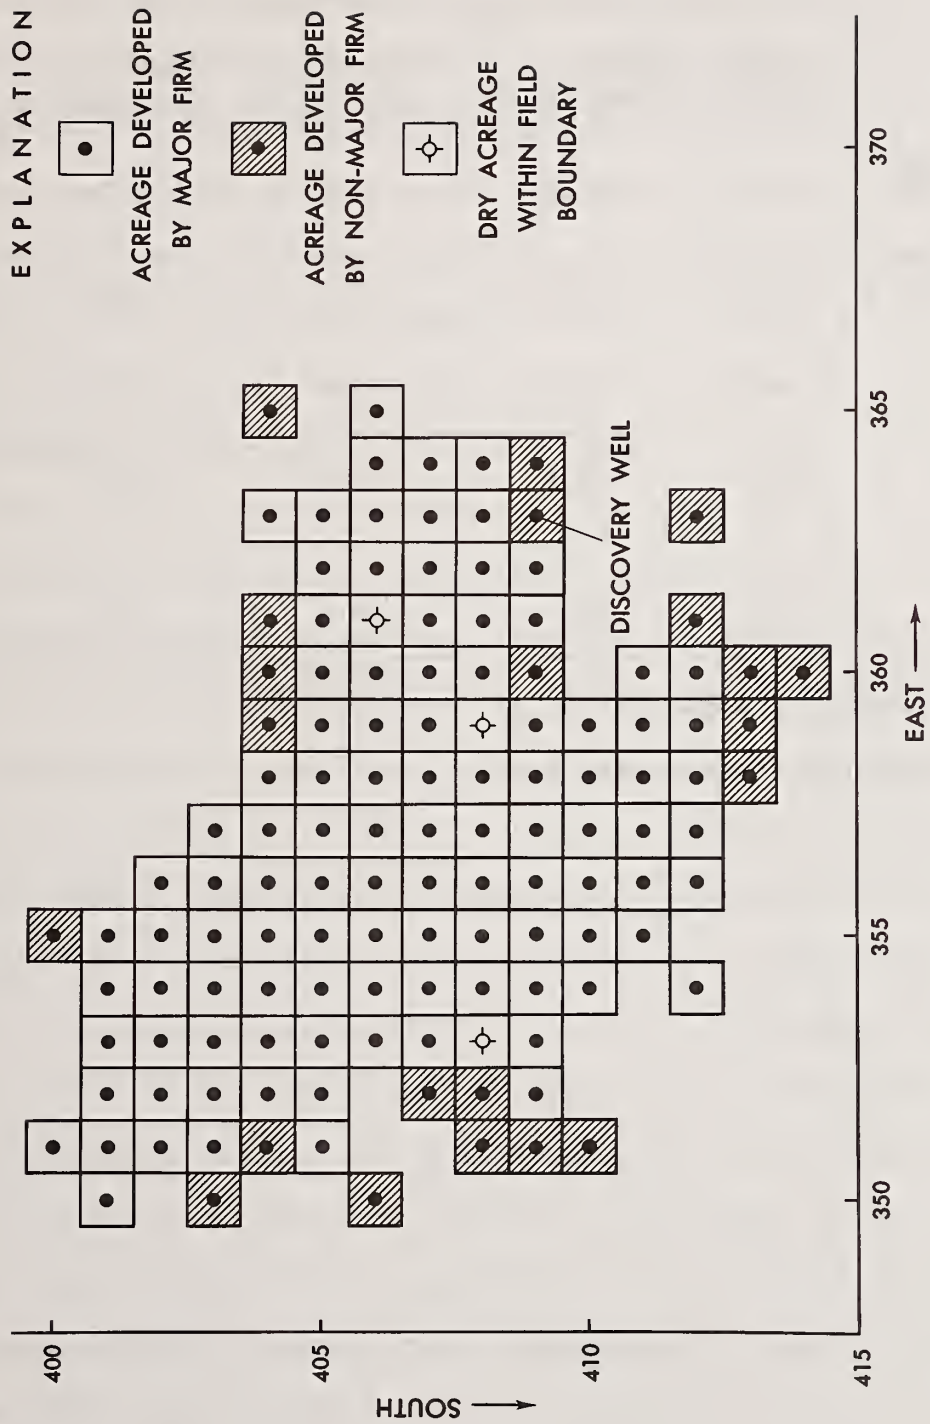 EXPLANATION
ACREAGE DEVELOPED
BY MAJOR FIRM
ACREAGE DEVELOPED
BY NON-MAJOR FIRM
DRY ACREAGE
WITHIN FIELD
BOUNDARY
DISCOVERY WELL
400
405
410
415
SOUTH
350
355
360
365
370
EAST